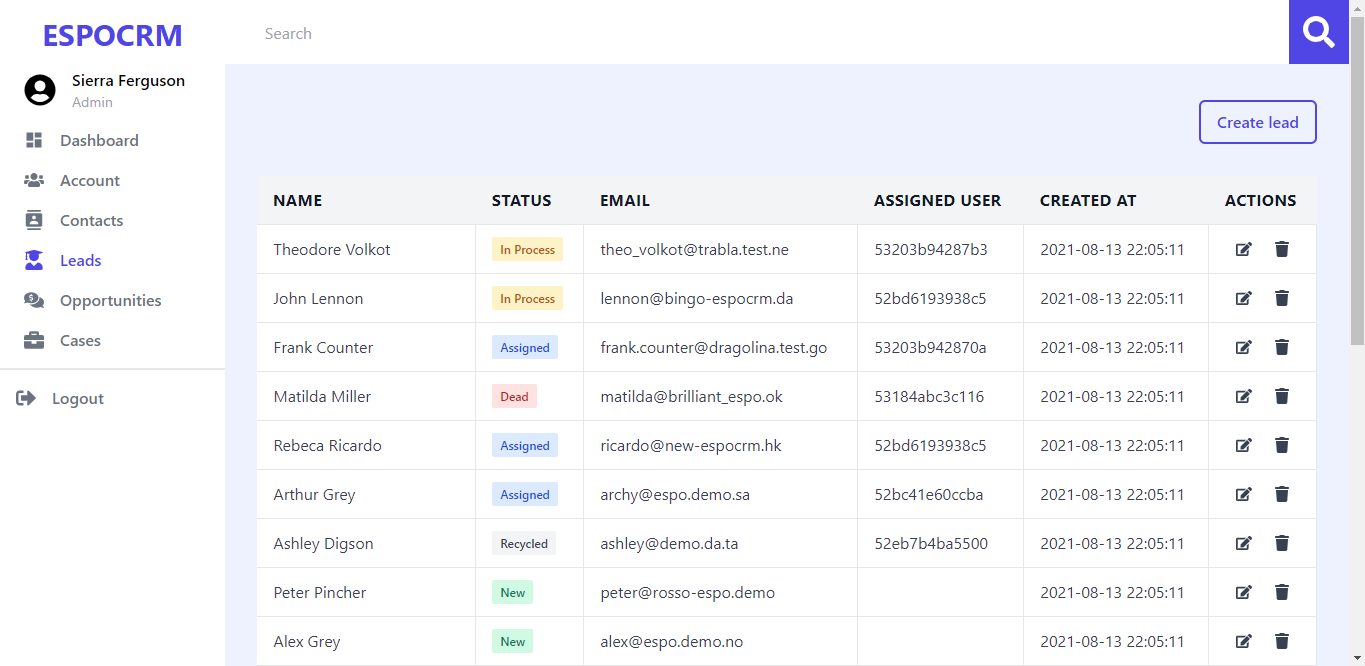 ESPOCRM
Search
Sierra Ferguson
Admin
Dashboard
Account
Contacts
Leads
Opportunities
Cases
Logout
Create lead
NAME STATUS EMAIL ASSIGNED USER CREATED AT ACTIONS
Theodore Volkot In Process theo_volkot@trabla.test.ne 53203b94287b3 2021-08-13 22:05:11
John Lennon In Process lennon@bingo-espocrm.da 52bd6193938c5 2021-08-13 22:05:11
Frank Counter Assigned frank.counter@dragolina.test.go 53203b942870a 2021-08-13 22:05:11
Matilda Miller Dead matilda@brilliant_espo.ok 53184abc3c116 2021-08-13 22:05:11
Rebeca Ricardo Assigned ricardo@new-espocrm.hk 52bd6193938c5 2021-08-13 22:05:11
Arthur Grey Assigned archy@espo.demo.sa 52bc41e60ccba 2021-08-13 22:05:11
Ashley Digson Recycled ashley@demo.da.ta 52eb7b4ba5500 2021-08-13 22:05:11
Peter Pincher New peter@rosso-espo.demo 2021-08-13 22:05:11
Alex Grey New alex@espo.demo.no 2021-08-13 22:05:11